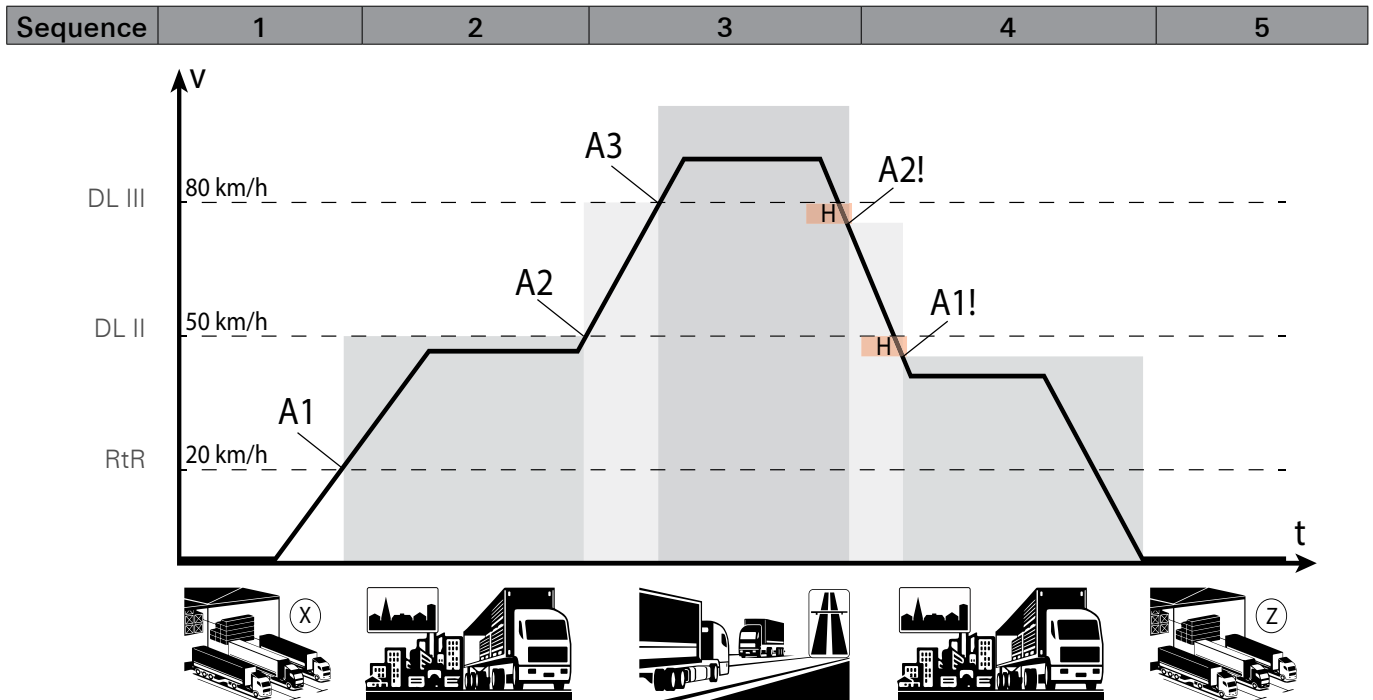 Sequence 1 2 3 4 5
v
A3
A2!
DL III 80 km/h
H
A2
A1!
DL II 50 km/h
H
A1
RtR 20 km/h
t
X
Z